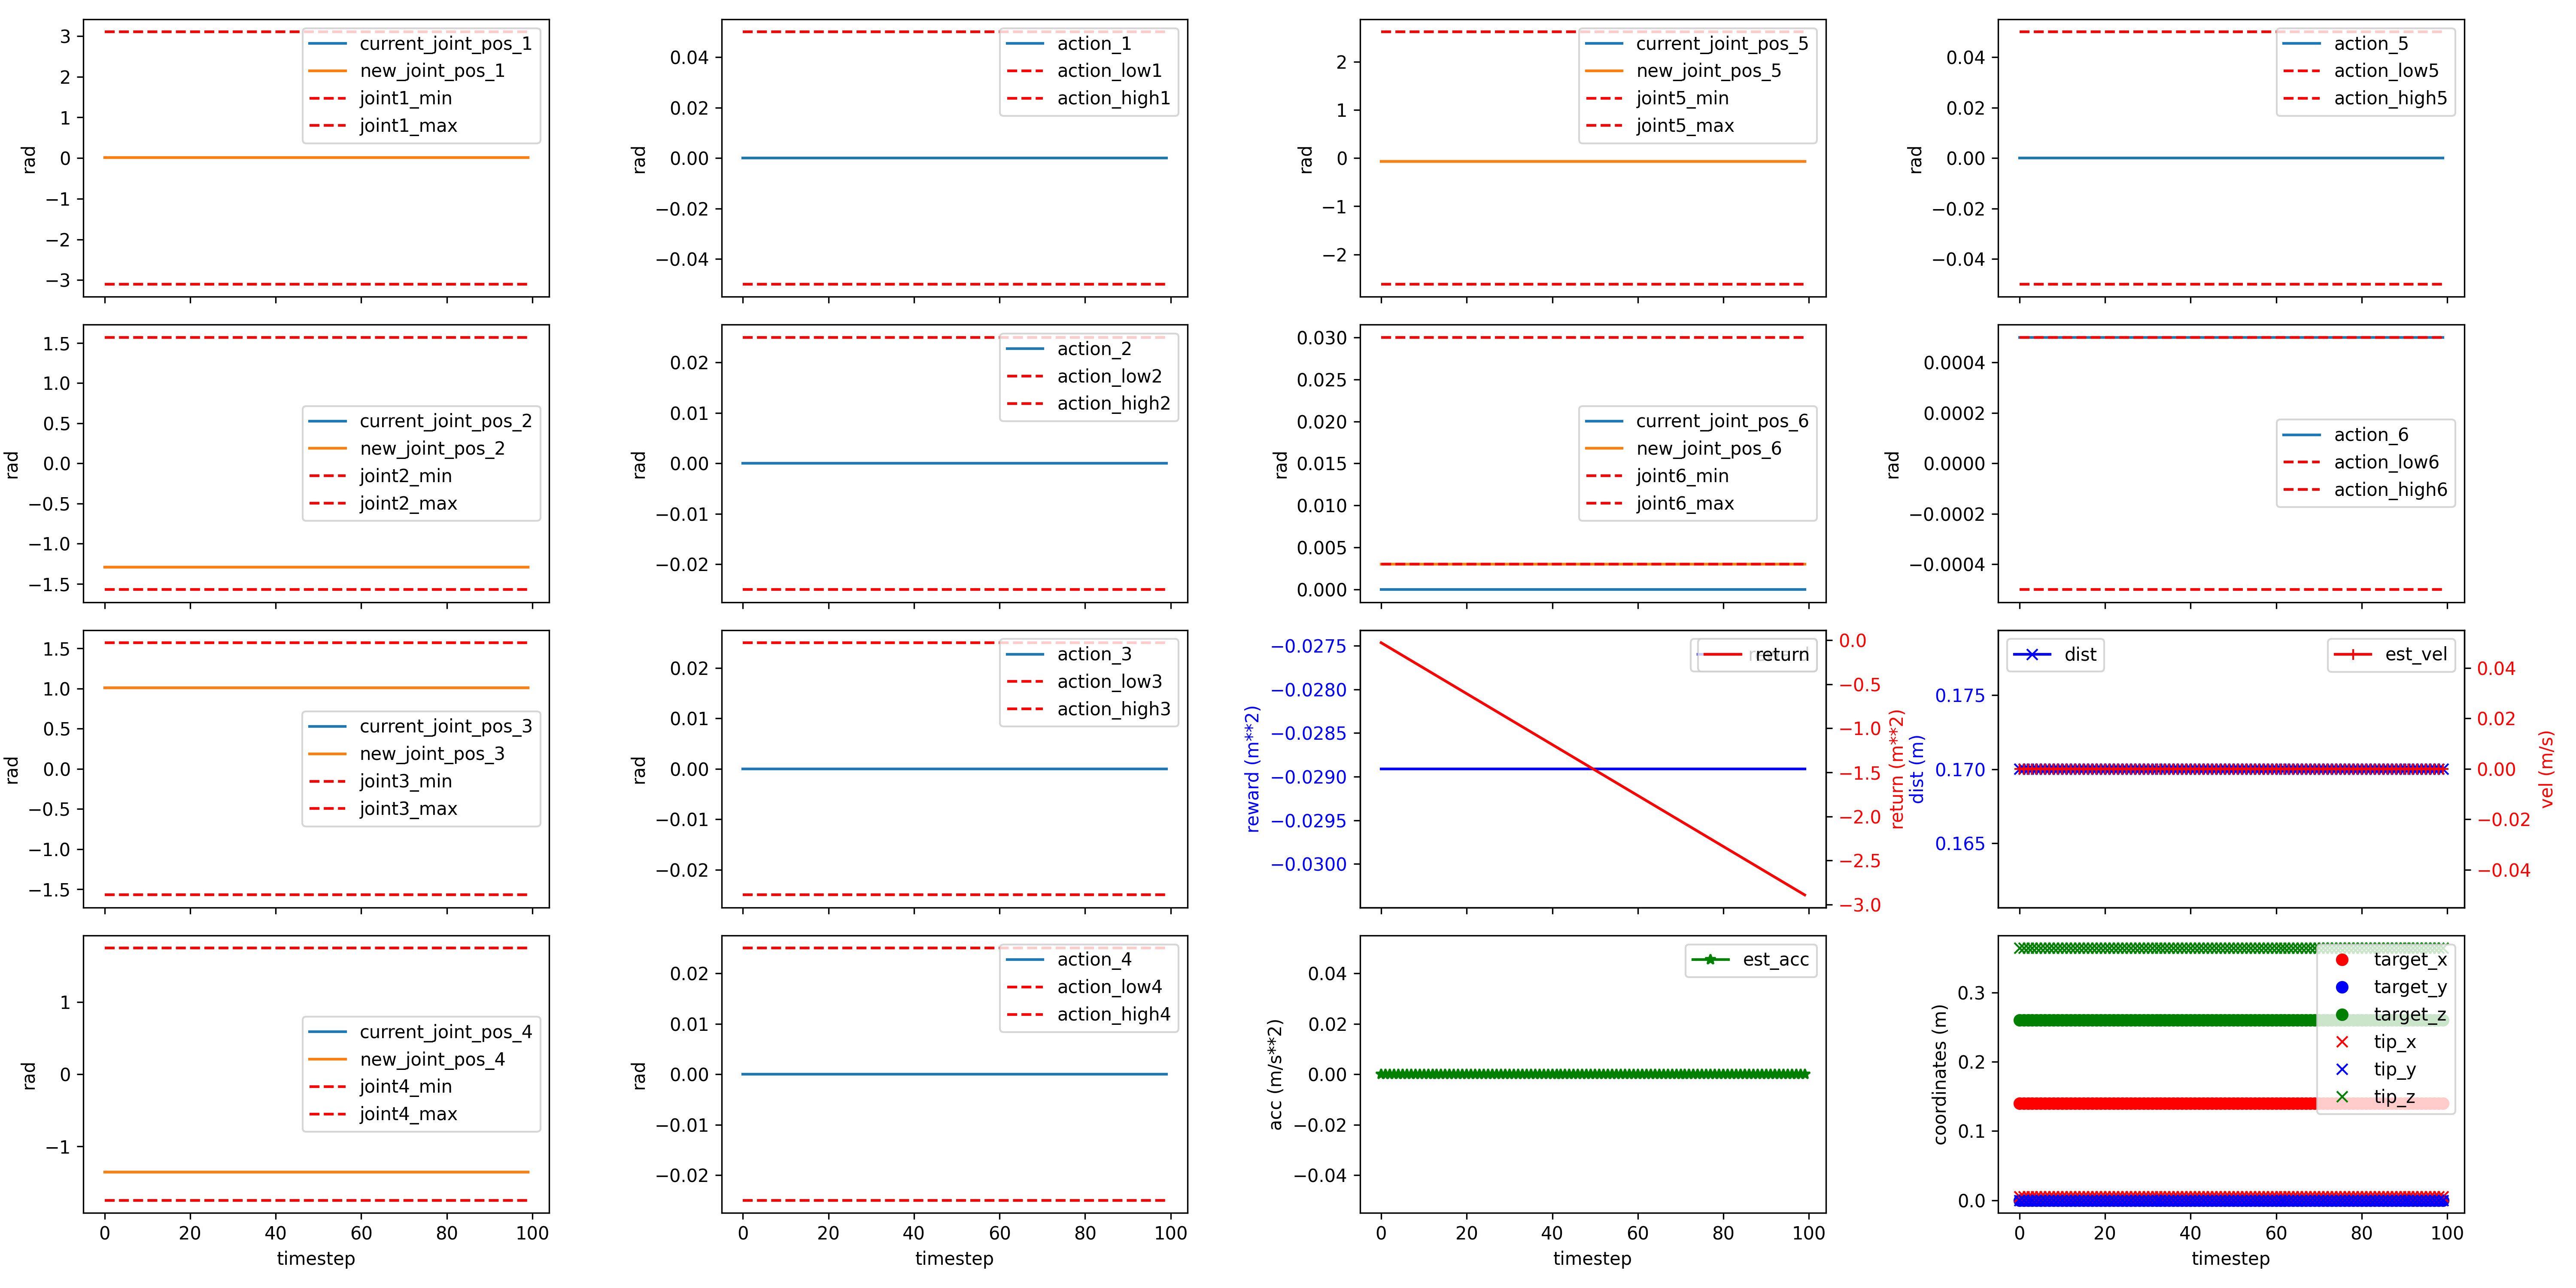 3
2
1
0
−1
−2
−3
rad
current_joint_pos_1
new_joint_pos_1
joint1_min
joint1_max
0.04
0.02
0.00
−0.02
−0.04
rad
action_1
action_low1
action_high1
2
1
0
−1
−2
rad
current_joint_pos_5
new_joint_pos_5
joint5_min
joint5_max
0.04
0.02
0.00
−0.02
−0.04
rad
action_5
action_low5
action_high5
1.5
1.0
0.5
0.0
−0.5
−1.0
−1.5
rad
current_joint_pos_2
new_joint_pos_2
joint2_min
joint2_max
0.02
0.01
0.00
−0.01
−0.02
rad
action_2
action_low2
action_high2
0.030
0.025
0.020
0.015
0.010
0.005
0.000
rad
current_joint_pos_6
new_joint_pos_6
joint6_min
joint6_max
0.0004
0.0002
0.0000
−0.0002
−0.0004
rad
action_6
action_low6
action_high6
1.5
1.0
0.5
0.0
−0.5
−1.0
−1.5
rad
current_joint_pos_3
new_joint_pos_3
joint3_min
joint3_max
0.02
0.01
0.00
−0.01
−0.02
rad
action_3
action_low3
action_high3
−0.0275
−0.0280
−0.0285
−0.0290
−0.0295
−0.0300
reward (m**2)
return
0.0
−0.5
−1.0
−1.5
−2.0
−2.5
−3.0
return (m**2)
0.175
0.170
0.165
dist (m)
dist
est_vel
0.04
0.02
0.00
−0.02
−0.04
vel (m/s)
1
0
−1
rad
current_joint_pos_4
new_joint_pos_4
joint4_min
joint4_max
0 20 40 60 80 100
timestep
0.02
0.01
0.00
−0.01
−0.02
rad
action_4
action_low4
action_high4
0 20 40 60 80 100
timestep
0.04
0.02
0.00
−0.02
−0.04
acc (m/s**2)
est_acc
0 20 40 60 80 100
timestep
0.3
0.2
0.1
0.0
coordinates (m)
target_x
target_y
target_z
tip_x
tip_y
tip_z
0 20 40 60 80 100
timestep